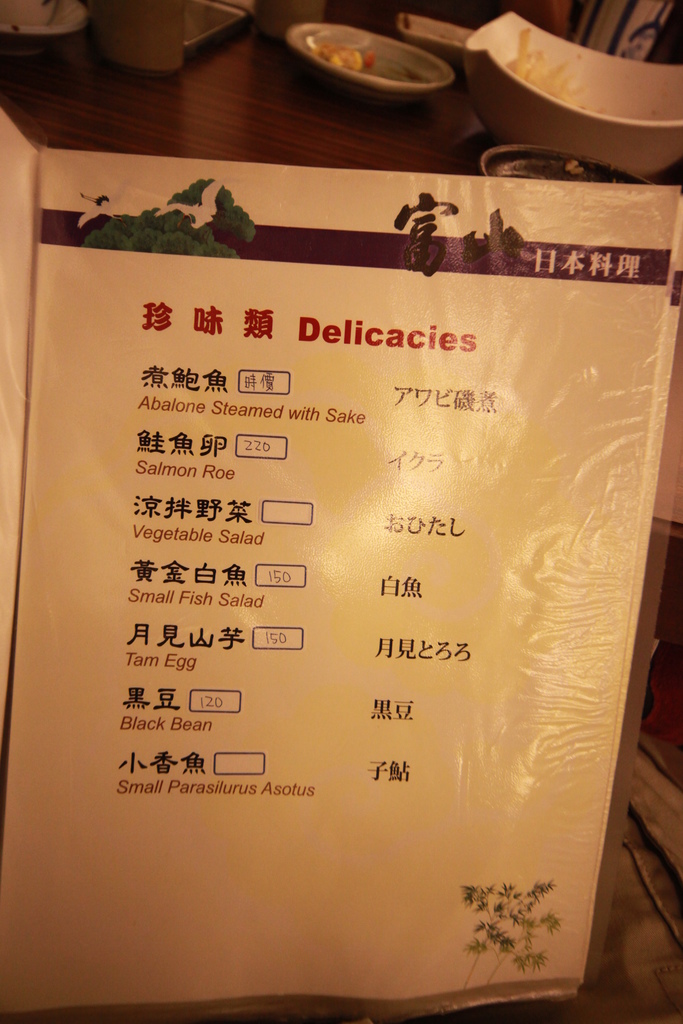 富山 日本料理
珍味類 Delicacies
煮鮑魚 時價 アワビ磯煮
Abalone Steamed with Sake
鮭魚卵 220 イクラ
Salmon Roe
涼拌野菜 おひたし
Vegetable Salad
黃金白魚 150 白魚
Small Fish Salad
月見山芋 150 月見とろろ
Tam Egg
黑豆 120 黒豆
Black Bean
小香魚 子鮎
Small Parasilurus Asotus